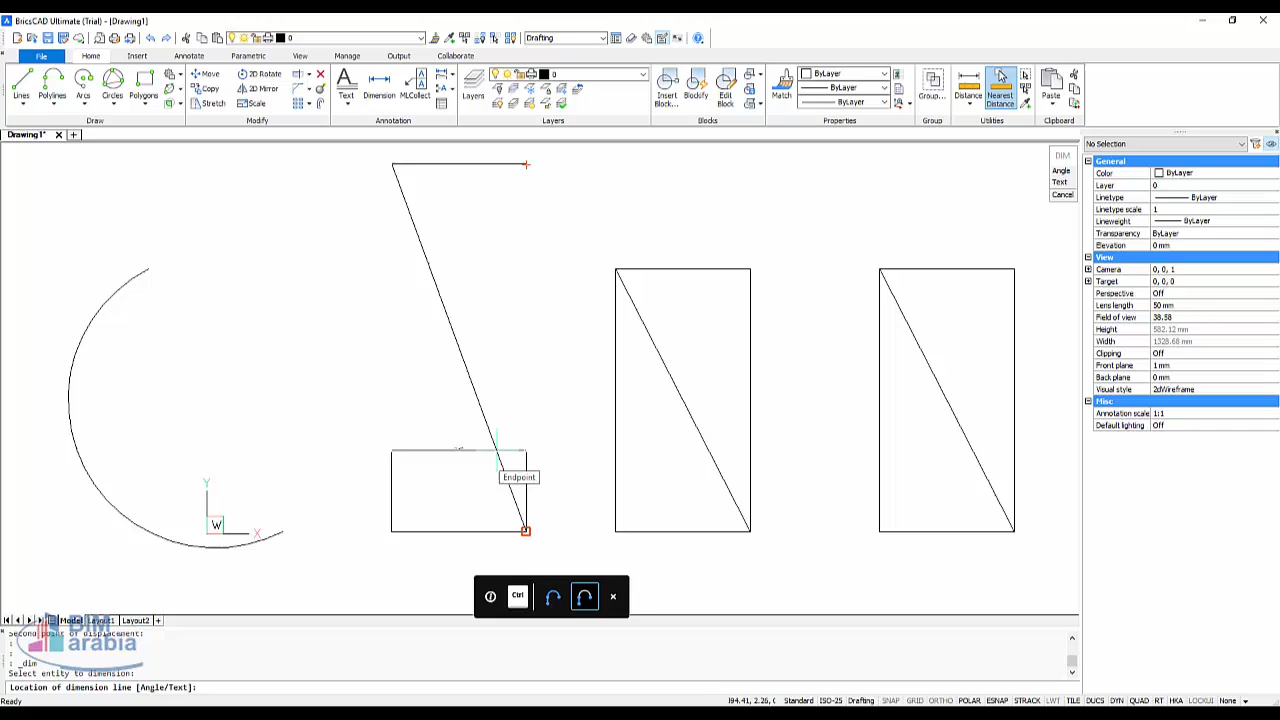 BricsCAD Ultimate (Trial) - [Drawing1]
0 Drafting
File Home Insert Annotate Parametric View Manage Output Collaborate
Lines Polylines Arcs Circles Polygons
Move 2D Rotate
Copy 2D Mirror
Stretch Scale
Text Dimension MLCollect
Layers 0
Insert Block... Blockify Edit Block
Match ByLayer
ByLayer
ByLayer
Group... Distance Nearest Distance Paste
Draw Modify Annotation Layers Blocks Properties Group Utilities Clipboard
Drawing1* × +
No Selection
DIM
Angle
Text
Cancel
General
Color ByLayer
Layer 0
Linetype ByLayer
Linetype scale 1
Lineweight ByLayer
Transparency ByLayer
Elevation 0 mm
View
Camera 0, 0, 1
Target 0, 0, 0
Perspective Off
Lens length 50 mm
Field of view 38.58
Height 582.12 mm
Width 1328.68 mm
Clipping Off
Front plane 1 mm
Back plane 0 mm
Visual style 2dWireframe
Misc
Annotation scale 1:1
Default lighting Off
Endpoint
Y
W X
Ctrl
Model Layout1 Layout2 +
BIM
arabia
Second point of displacement:
:
:
: _dim
Select entity to dimension:
Location of dimension line [Angle/Text]:
Ready
Standard ISO-25 Drafting SNAP GRID ORTHO POLAR ESNAP STRACK LWT TILE DUCS DYN QUAD RT HKA LOCKUI None